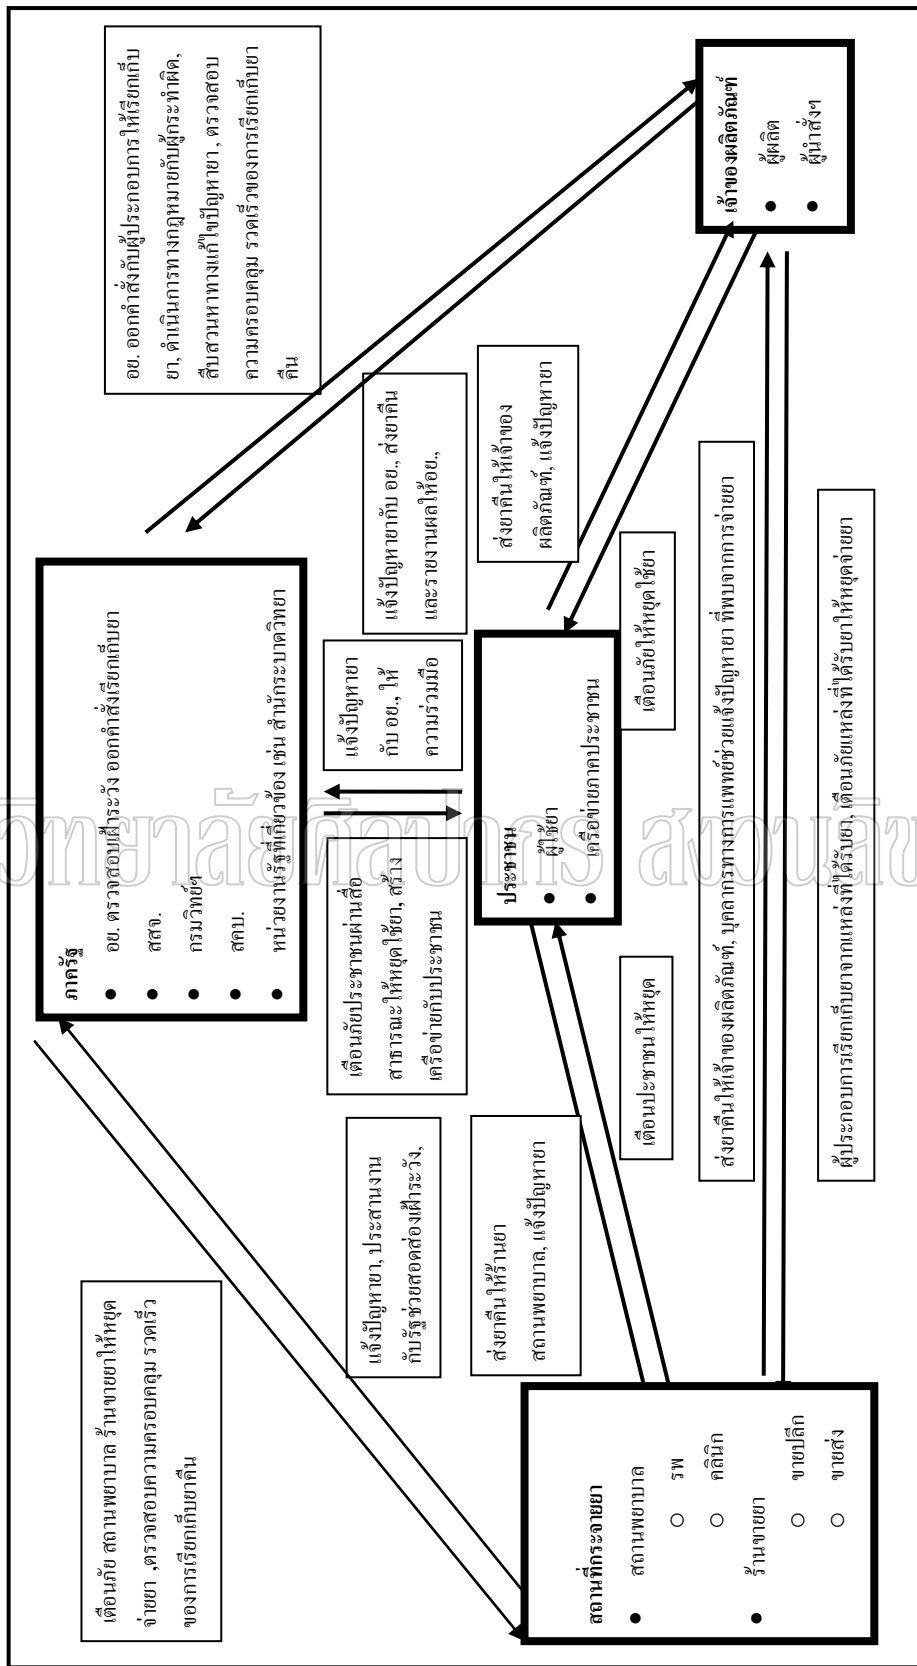 อย. ออกคำสั่งกับผู้ประกอบการให้เรียกเก็บ
ยา, ดำเนินการทางกฎหมายกับผู้กระทำผิด,
สืบสวนหาทางแก้ไขปัญหายา , ตรวจสอบ
ความครอบคลุม รวดเร็วของการเรียกเก็บยา
คืน
ภาครัฐ
● อย. ตรวจสอบเฝ้าระวัง ออกคำสั่งเรียกเก็บยา
● สสจ.
● กรมวิทย์ฯ
● สคบ.
● หน่วยงานรัฐที่เกี่ยวข้อง เช่น สำนักระบาดวิทยา
เตือนภัย สถานพยาบาล ร้านขายยาให้หยุด
จ่ายยา ,ตรวจสอบความครอบคลุม รวดเร็ว
ของการเรียกเก็บยาคืน
แจ้งปัญหายา, ประสานงาน
กับรัฐช่วยสอดส่องเฝ้าระวัง,
เตือนภัยประชาชนผ่านสื่อ
สาธารณะให้หยุดใช้ยา, สร้าง
เครือข่ายกับประชาชน
แจ้งปัญหายา
กับ อย., ให้
ความร่วมมือ
แจ้งปัญหายากับ อย., ส่งยาคืน
และรายงานผลให้อย.,
ส่งยาคืนให้ร้านยา
สถานพยาบาล, แจ้งปัญหายา
ประชาชน
● ผู้ใช้ยา
● เครือข่ายภาคประชาชน
ส่งยาคืนให้เจ้าของ
ผลิตภัณฑ์, แจ้งปัญหายา
เตือนประชาชนให้หยุด
เตือนภัยให้หยุดใช้ยา
สถานที่กระจายยา
● สถานพยาบาล
○ รพ
○ คลินิก
● ร้านขายยา
○ ขายปลีก
○ ขายส่ง
เจ้าของผลิตภัณฑ์
● ผู้ผลิต
● ผู้นำสั่งฯ
ส่งยาคืนให้เจ้าของผลิตภัณฑ์, บุคลากรทางการแพทย์ช่วยแจ้งปัญหายา ที่พบจากการจ่ายยา
ผู้ประกอบการเรียกเก็บยาจากแหล่งที่ได้รับยา, เตือนภัยแหล่งที่ได้รับยาให้หยุดจ่ายยา